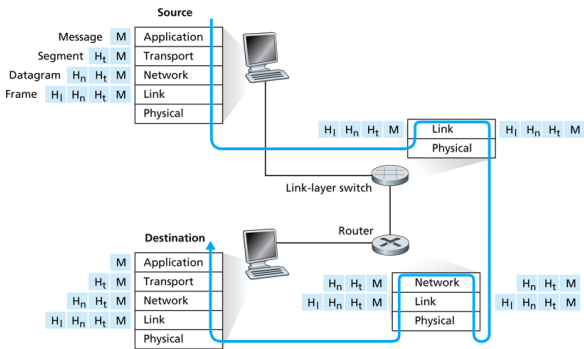 Source
Message M Application
Segment Ht M Transport
Datagram Hn Ht M Network
Frame Hl Hn Ht M Link
Physical
Hl Hn Ht M Link Hl Hn Ht M
Physical
Link-layer switch
Router
Destination
M Application
Ht M Transport
Hn Ht M Network
Hl Hn Ht M Link
Physical
Hn Ht M Network Hn Ht M
Hl Hn Ht M Link Hl Hn Ht M
Physical